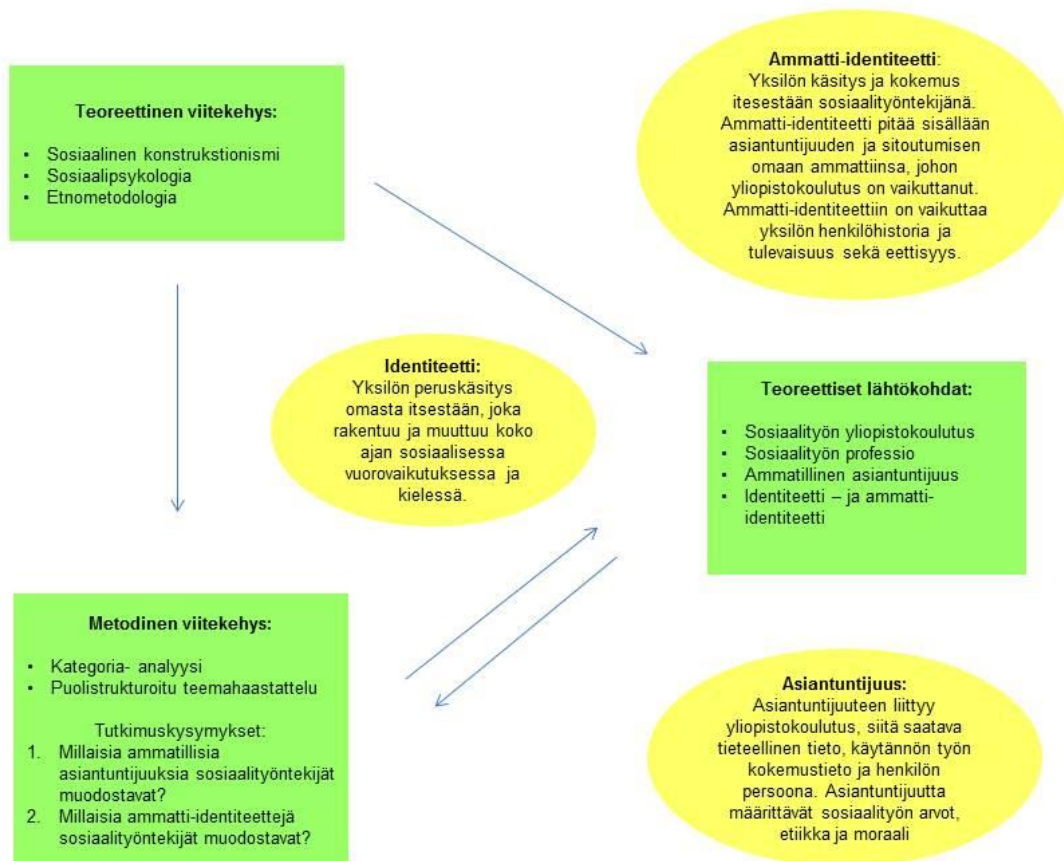 Teoreettinen viitekehys:
• Sosiaalinen konstrukstionismi
• Sosiaalipsykologia
• Etnometodologia
Ammatti-identiteetti:
Yksilön käsitys ja kokemus
itesestään sosiaalityöntekijänä.
Ammatti-identiteetti pitää sisällään
asiantuntijuuden ja sitoutumisen
omaan ammattiinsa, johon
yliopistokoulutus on vaikuttanut.
Ammatti-identiteettiin on vaikuttaa
yksilön henkilöhistoria ja
tulevaisuus sekä eettisyys.
Identiteetti:
Yksilön peruskäsitys
omasta itsestään, joka
rakentuu ja muuttuu koko
ajan sosiaalisessa
vuorovaikutuksessa ja
kielessä.
Teoreettiset lähtökohdat:
• Sosiaalityön yliopistokoulutus
• Sosiaalityön professio
• Ammatillinen asiantuntijuus
• Identiteetti – ja ammatti-
identiteetti
Metodinen viitekehys:
• Kategoria- analyysi
• Puolistrukturoitu teemahaastattelu
Tutkimuskysymykset:
1. Millaisia ammatillisia
asiantuntijuuksia sosiaalityöntekijät
muodostavat?
2. Millaisia ammatti-identiteettejä
sosiaalityöntekijät muodostavat?
Asiantuntijuus:
Asiantuntijuuteen liittyy
yliopistokoulutus, siitä saatava
tieteellinen tieto, käytännön työn
kokemustieto ja henkilön
persoona. Asiantuntijuutta
määrittävät sosiaalityön arvot,
etiikka ja moraali